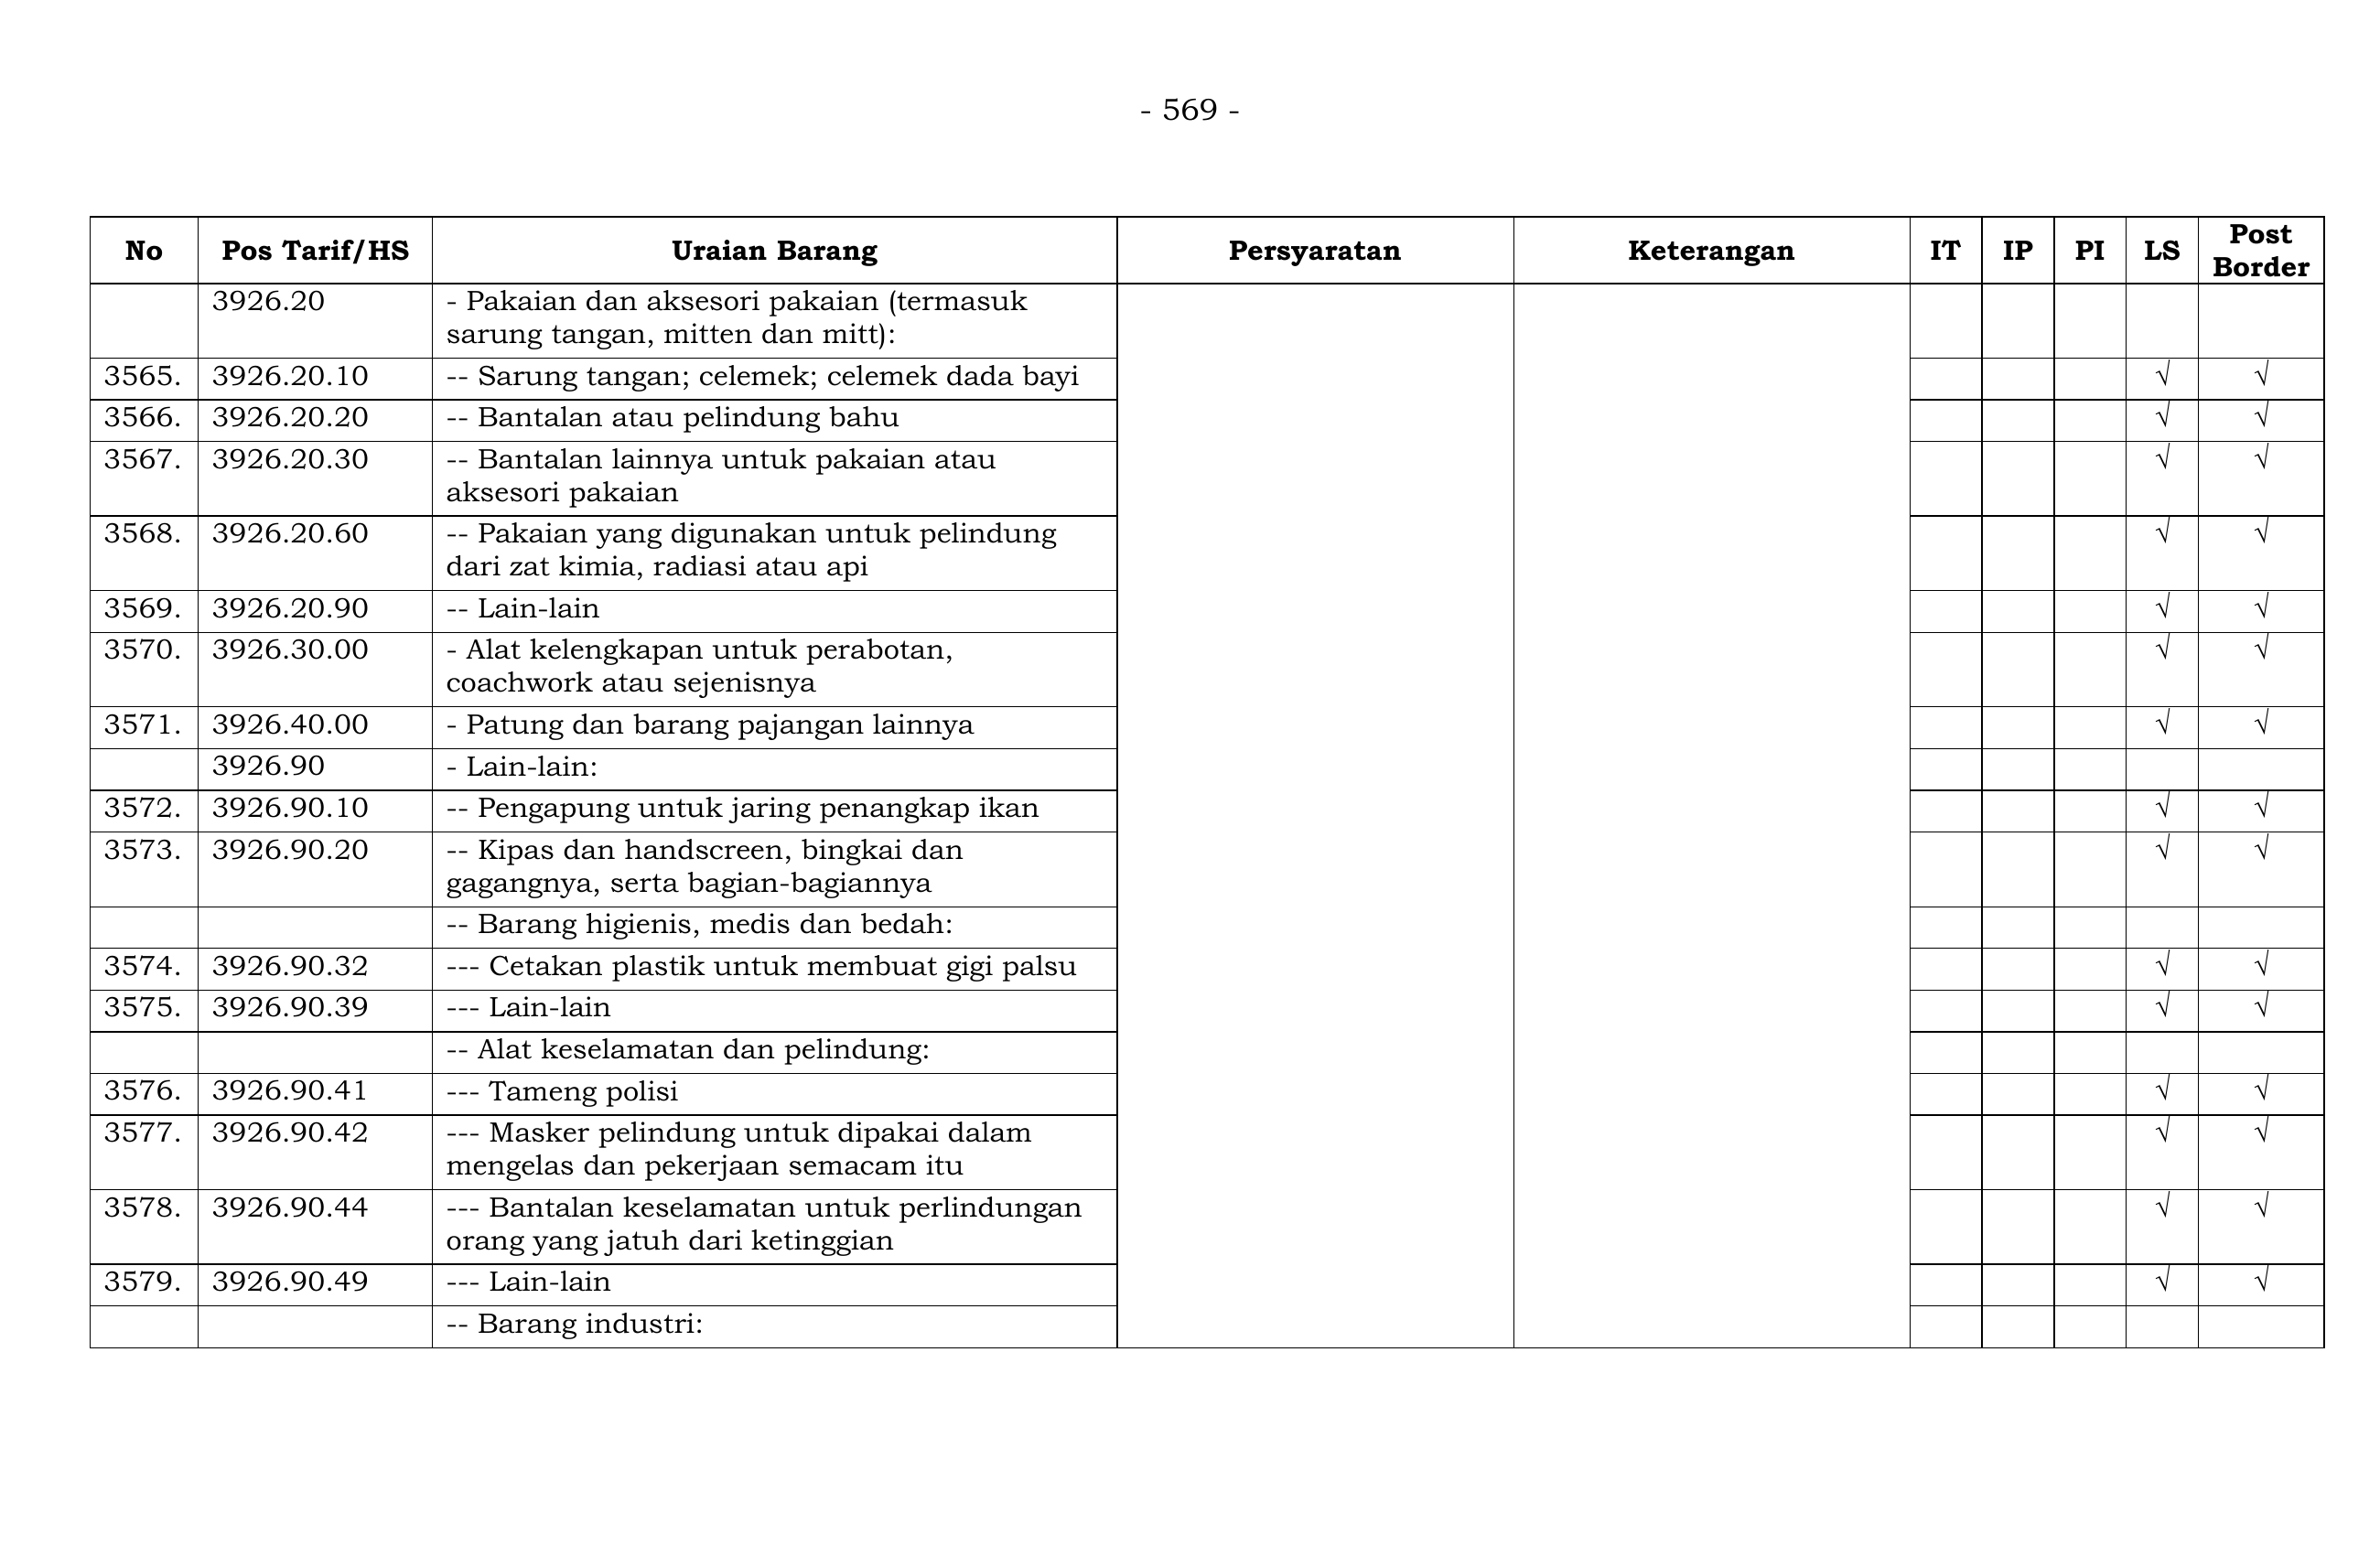 - 569 -
No Pos Tarif/HS Uraian Barang Persyaratan Keterangan IT IP PI LS Post Border
3926.20 - Pakaian dan aksesori pakaian (termasuk
sarung tangan, mitten dan mitt):
3565. 3926.20.10 -- Sarung tangan; celemek; celemek dada bayi √ √
3566. 3926.20.20 -- Bantalan atau pelindung bahu √ √
3567. 3926.20.30 -- Bantalan lainnya untuk pakaian atau √ √
aksesori pakaian
3568. 3926.20.60 -- Pakaian yang digunakan untuk pelindung √ √
dari zat kimia, radiasi atau api
3569. 3926.20.90 -- Lain-lain √ √
3570. 3926.30.00 - Alat kelengkapan untuk perabotan, √ √
coachwork atau sejenisnya
3571. 3926.40.00 - Patung dan barang pajangan lainnya √ √
3926.90 - Lain-lain:
3572. 3926.90.10 -- Pengapung untuk jaring penangkap ikan √ √
3573. 3926.90.20 -- Kipas dan handscreen, bingkai dan √ √
gagangnya, serta bagian-bagiannya
-- Barang higienis, medis dan bedah:
3574. 3926.90.32 --- Cetakan plastik untuk membuat gigi palsu √ √
3575. 3926.90.39 --- Lain-lain √ √
-- Alat keselamatan dan pelindung:
3576. 3926.90.41 --- Tameng polisi √ √
3577. 3926.90.42 --- Masker pelindung untuk dipakai dalam √ √
mengelas dan pekerjaan semacam itu
3578. 3926.90.44 --- Bantalan keselamatan untuk perlindungan √ √
orang yang jatuh dari ketinggian
3579. 3926.90.49 --- Lain-lain √ √
-- Barang industri: